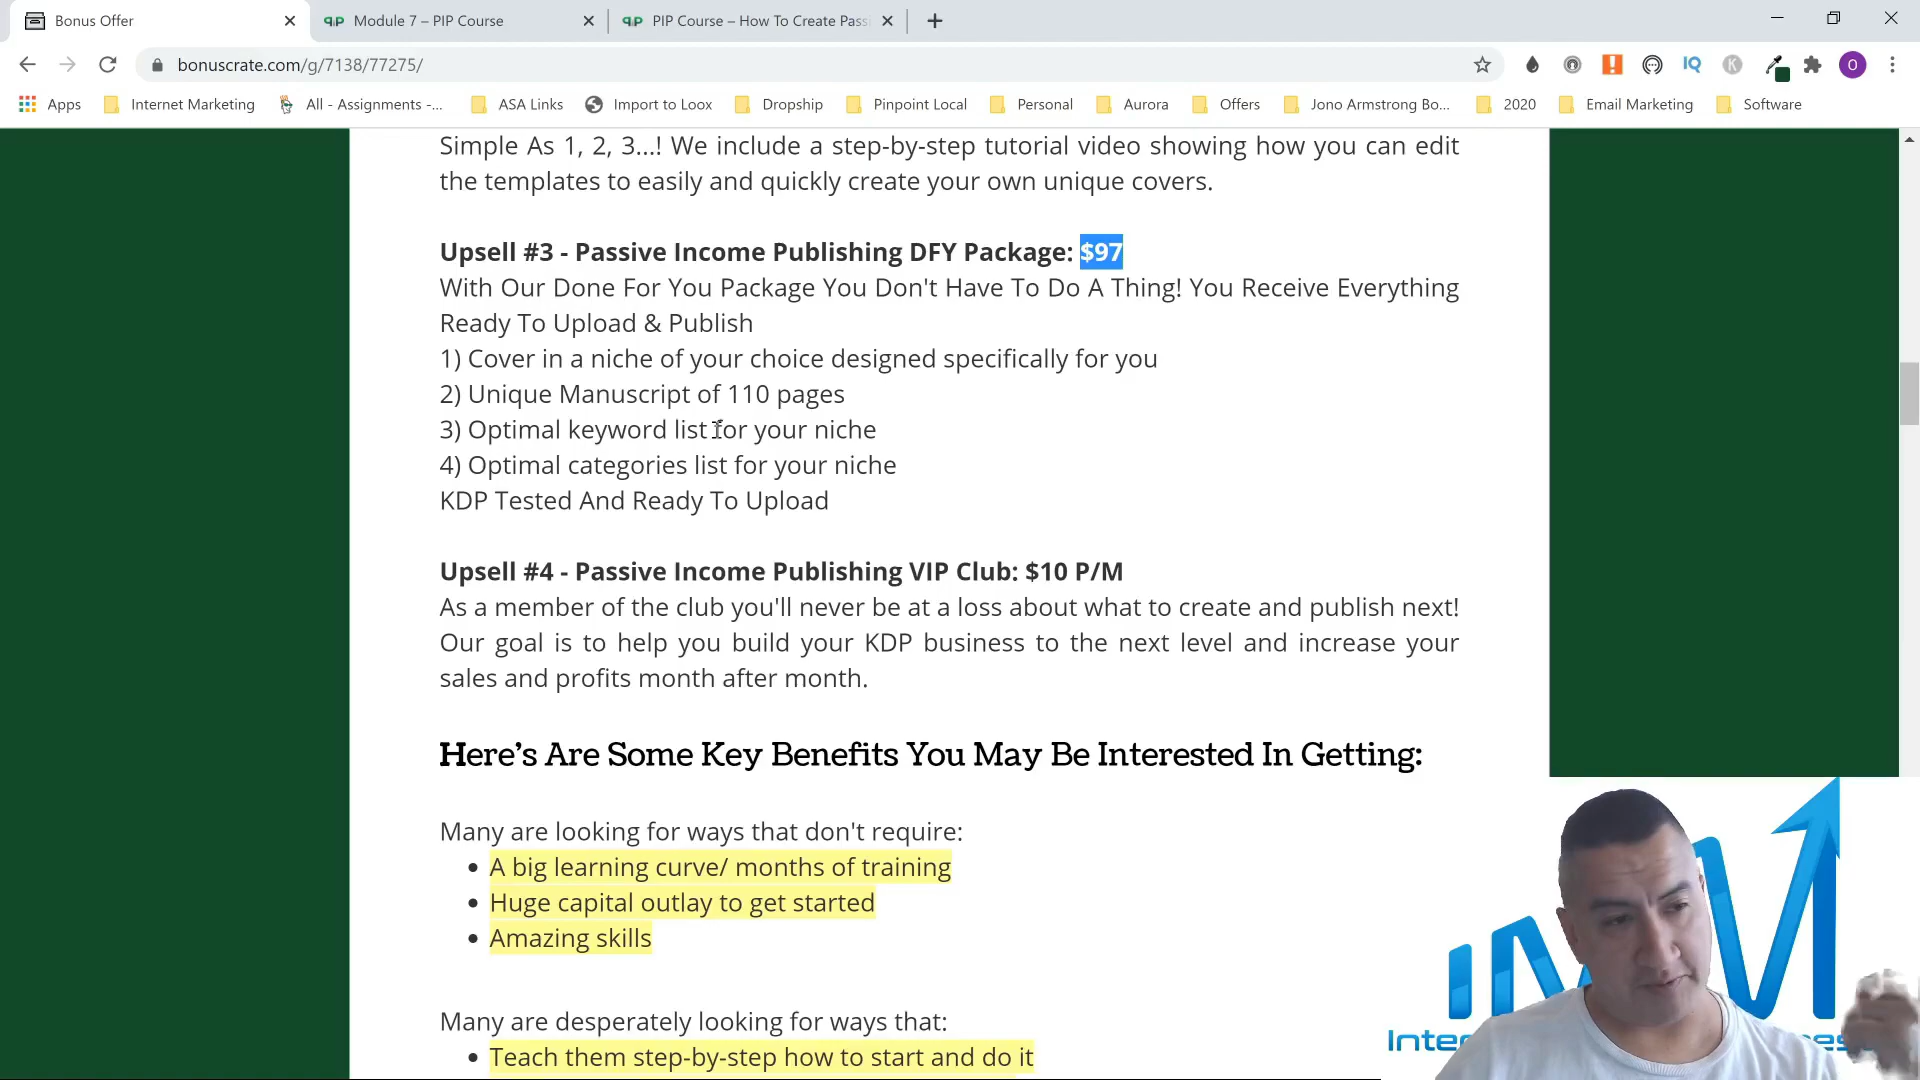 Bonus Offer
Module 7 – PIP Course
PIP Course – How To Create Pass
bonuscrate.com/g/7138/77275/
IQ
K
O
Apps
Internet Marketing
All - Assignments -...
ASA Links
Import to Loox
Dropship
Pinpoint Local
Personal
Aurora
Offers
Jono Armstrong Bo...
2020
Email Marketing
Software
Simple As 1, 2, 3...! We include a step-by-step tutorial video showing how you can edit
the templates to easily and quickly create your own unique covers.
Upsell #3 - Passive Income Publishing DFY Package: $97
With Our Done For You Package You Don't Have To Do A Thing! You Receive Everything
Ready To Upload & Publish
1) Cover in a niche of your choice designed specifically for you
2) Unique Manuscript of 110 pages
3) Optimal keyword list for your niche
4) Optimal categories list for your niche
KDP Tested And Ready To Upload
Upsell #4 - Passive Income Publishing VIP Club: $10 P/M
As a member of the club you'll never be at a loss about what to create and publish next!
Our goal is to help you build your KDP business to the next level and increase your
sales and profits month after month.
Here's Are Some Key Benefits You May Be Interested In Getting:
Many are looking for ways that don't require:
A big learning curve/ months of training
Huge capital outlay to get started
Amazing skills
Many are desperately looking for ways that:
Teach them step-by-step how to start and do it